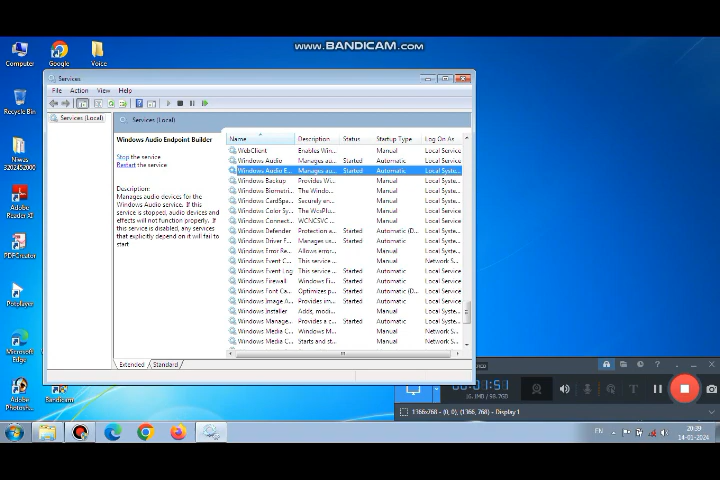 www.BANDICAM.com
Computer
Google
Voice
Recycle Bin
Niwas
3202452000
Adobe
Reader XI
PDFCreator
Potplayer
Microsoft
Edge
Adobe
Photosh...
Bandicam
Services
File Action View Help
Services (Local)
Services (Local)
Windows Audio Endpoint Builder
Stop the service
Restart the service
Description:
Manages audio devices for the
Windows Audio service. If this
service is stopped, audio devices and
effects will not function properly. If
this service is disabled, any services
that explicitly depend on it will fail to
start
Name Description Status Startup Type Log On As
WebClient Enables Win... Manual Local Service
Windows Audio Manages au... Started Automatic Local Service
Windows Audio E... Manages au... Started Automatic Local Syste...
Windows Backup Provides Wi... Manual Local Syste...
Windows Biometri... The Windo... Manual Local Syste...
Windows CardSpa... Securely en... Manual Local Syste...
Windows Color Sy... The WcsPlu... Manual Local Service
Windows Connect... WCNCSVC ... Manual Local Service
Windows Defender Protection a... Started Automatic (D... Local Syste...
Windows Driver F... Manages us... Started Automatic Local Syste...
Windows Error Re... Allows error... Manual Local Syste...
Windows Event C... This service ... Manual Network S...
Windows Event Log This service ... Started Automatic Local Service
Windows Firewall Windows Fi... Started Automatic Local Service
Windows Font Ca... Optimizes p... Started Automatic (D... Local Service
Windows Image A... Provides im... Started Automatic Local Service
Windows Installer Adds, modi... Manual Local Syste...
Windows Manage... Provides a c... Started Automatic Local Syste...
Windows Media C... Windows M... Manual Network S...
Windows Media C... Starts and st... Manual Network S...
Extended Standard
00:01:51
1366x768 - (0, 0), (1366, 768) - Display 1
EN
20:39
14-01-2024